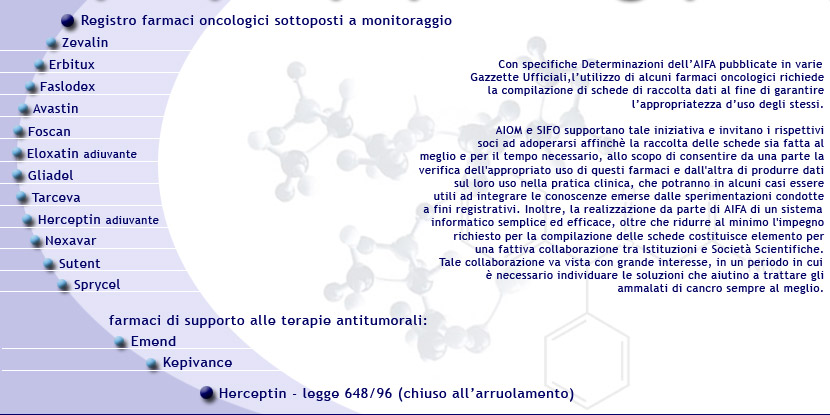 Registro farmaci oncologici sottoposti a monitoraggio
Zevalin
Erbitux
Faslodex
Avastin
Foscan
Eloxatin adiuvante
Gliadel
Tarceva
Herceptin adiuvante
Nexavar
Sutent
Sprycel
farmaci di supporto alle terapie antitumorali:
Emend
Kepivance
Herceptin - legge 648/96 (chiuso all'arruolamento)
Con specifiche Determinazioni dell'AIFA pubblicate in varie
Gazzette Ufficiali,l'utilizzo di alcuni farmaci oncologici richiede
la compilazione di schede di raccolta dati al fine di garantire
l'appropriatezza d'uso degli stessi.
AIOM e SIFO supportano tale iniziativa e invitano i rispettivi
soci ad adoperarsi affinchè la raccolta delle schede sia fatta al
meglio e per il tempo necessario, allo scopo di consentire da una parte la
verifica dell'appropriato uso di questi farmaci e dall'altra di produrre dati
sul loro uso nella pratica clinica, che potranno in alcuni casi essere
utili ad integrare le conoscenze emerse dalle sperimentazioni condotte
a fini registrativi. Inoltre, la realizzazione da parte di AIFA di un sistema
informatico semplice ed efficace, oltre che ridurre al minimo l'impegno
richiesto per la compilazione delle schede costituisce elemento per
una fattiva collaborazione tra Istituzioni e Società Scientifiche.
Tale collaborazione va vista con grande interesse, in un periodo in cui
è necessario individuare le soluzioni che aiutino a trattare gli
ammalati di cancro sempre al meglio.